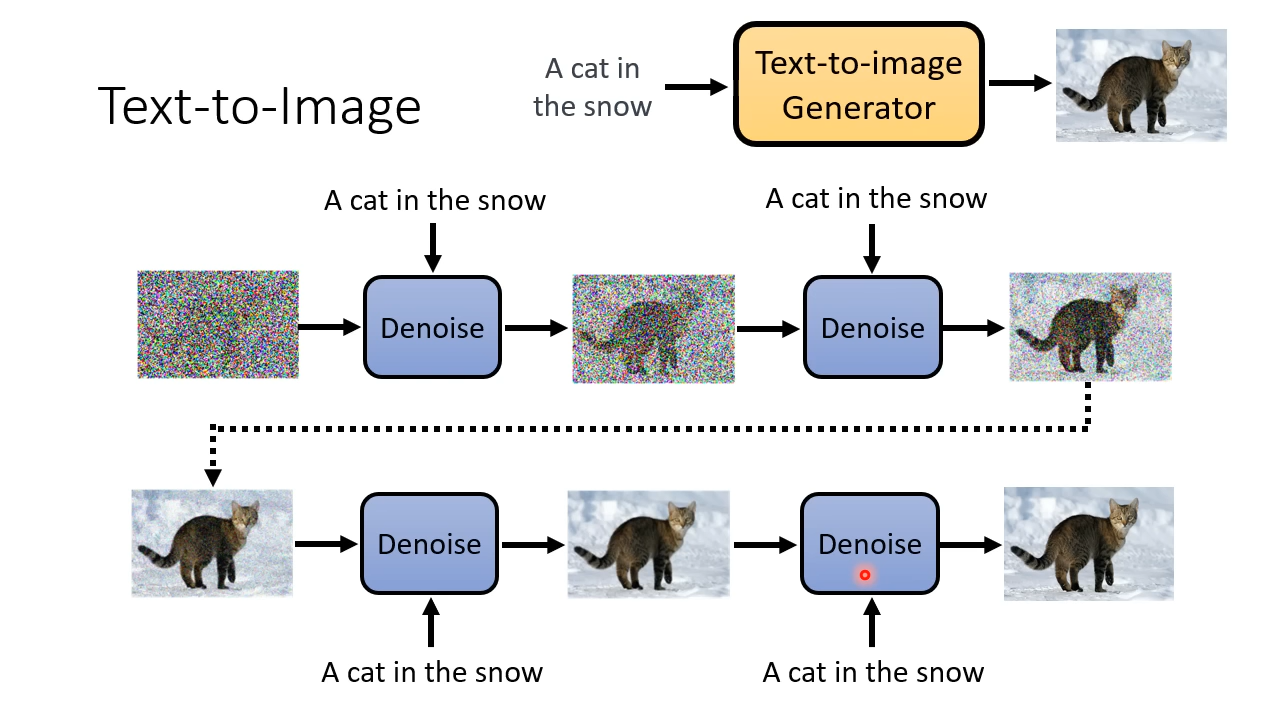 Text-to-Image
A cat in
the snow
Text-to-image
Generator
A cat in the snow
A cat in the snow
Denoise
Denoise
Denoise
Denoise
A cat in the snow
A cat in the snow